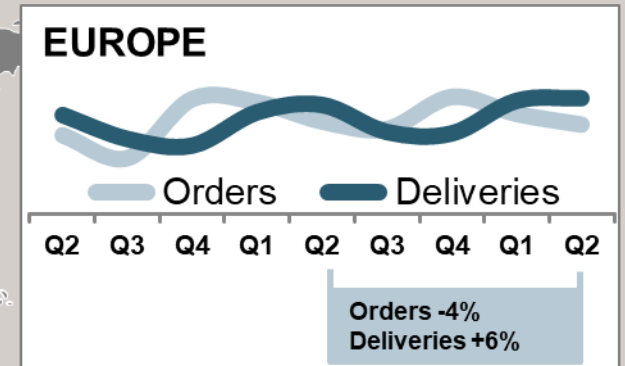 EUROPE
Orders Deliveries
Q2 Q3 Q4 Q1 Q2 Q3 Q4 Q1 Q2
Orders -4%
Deliveries +6%